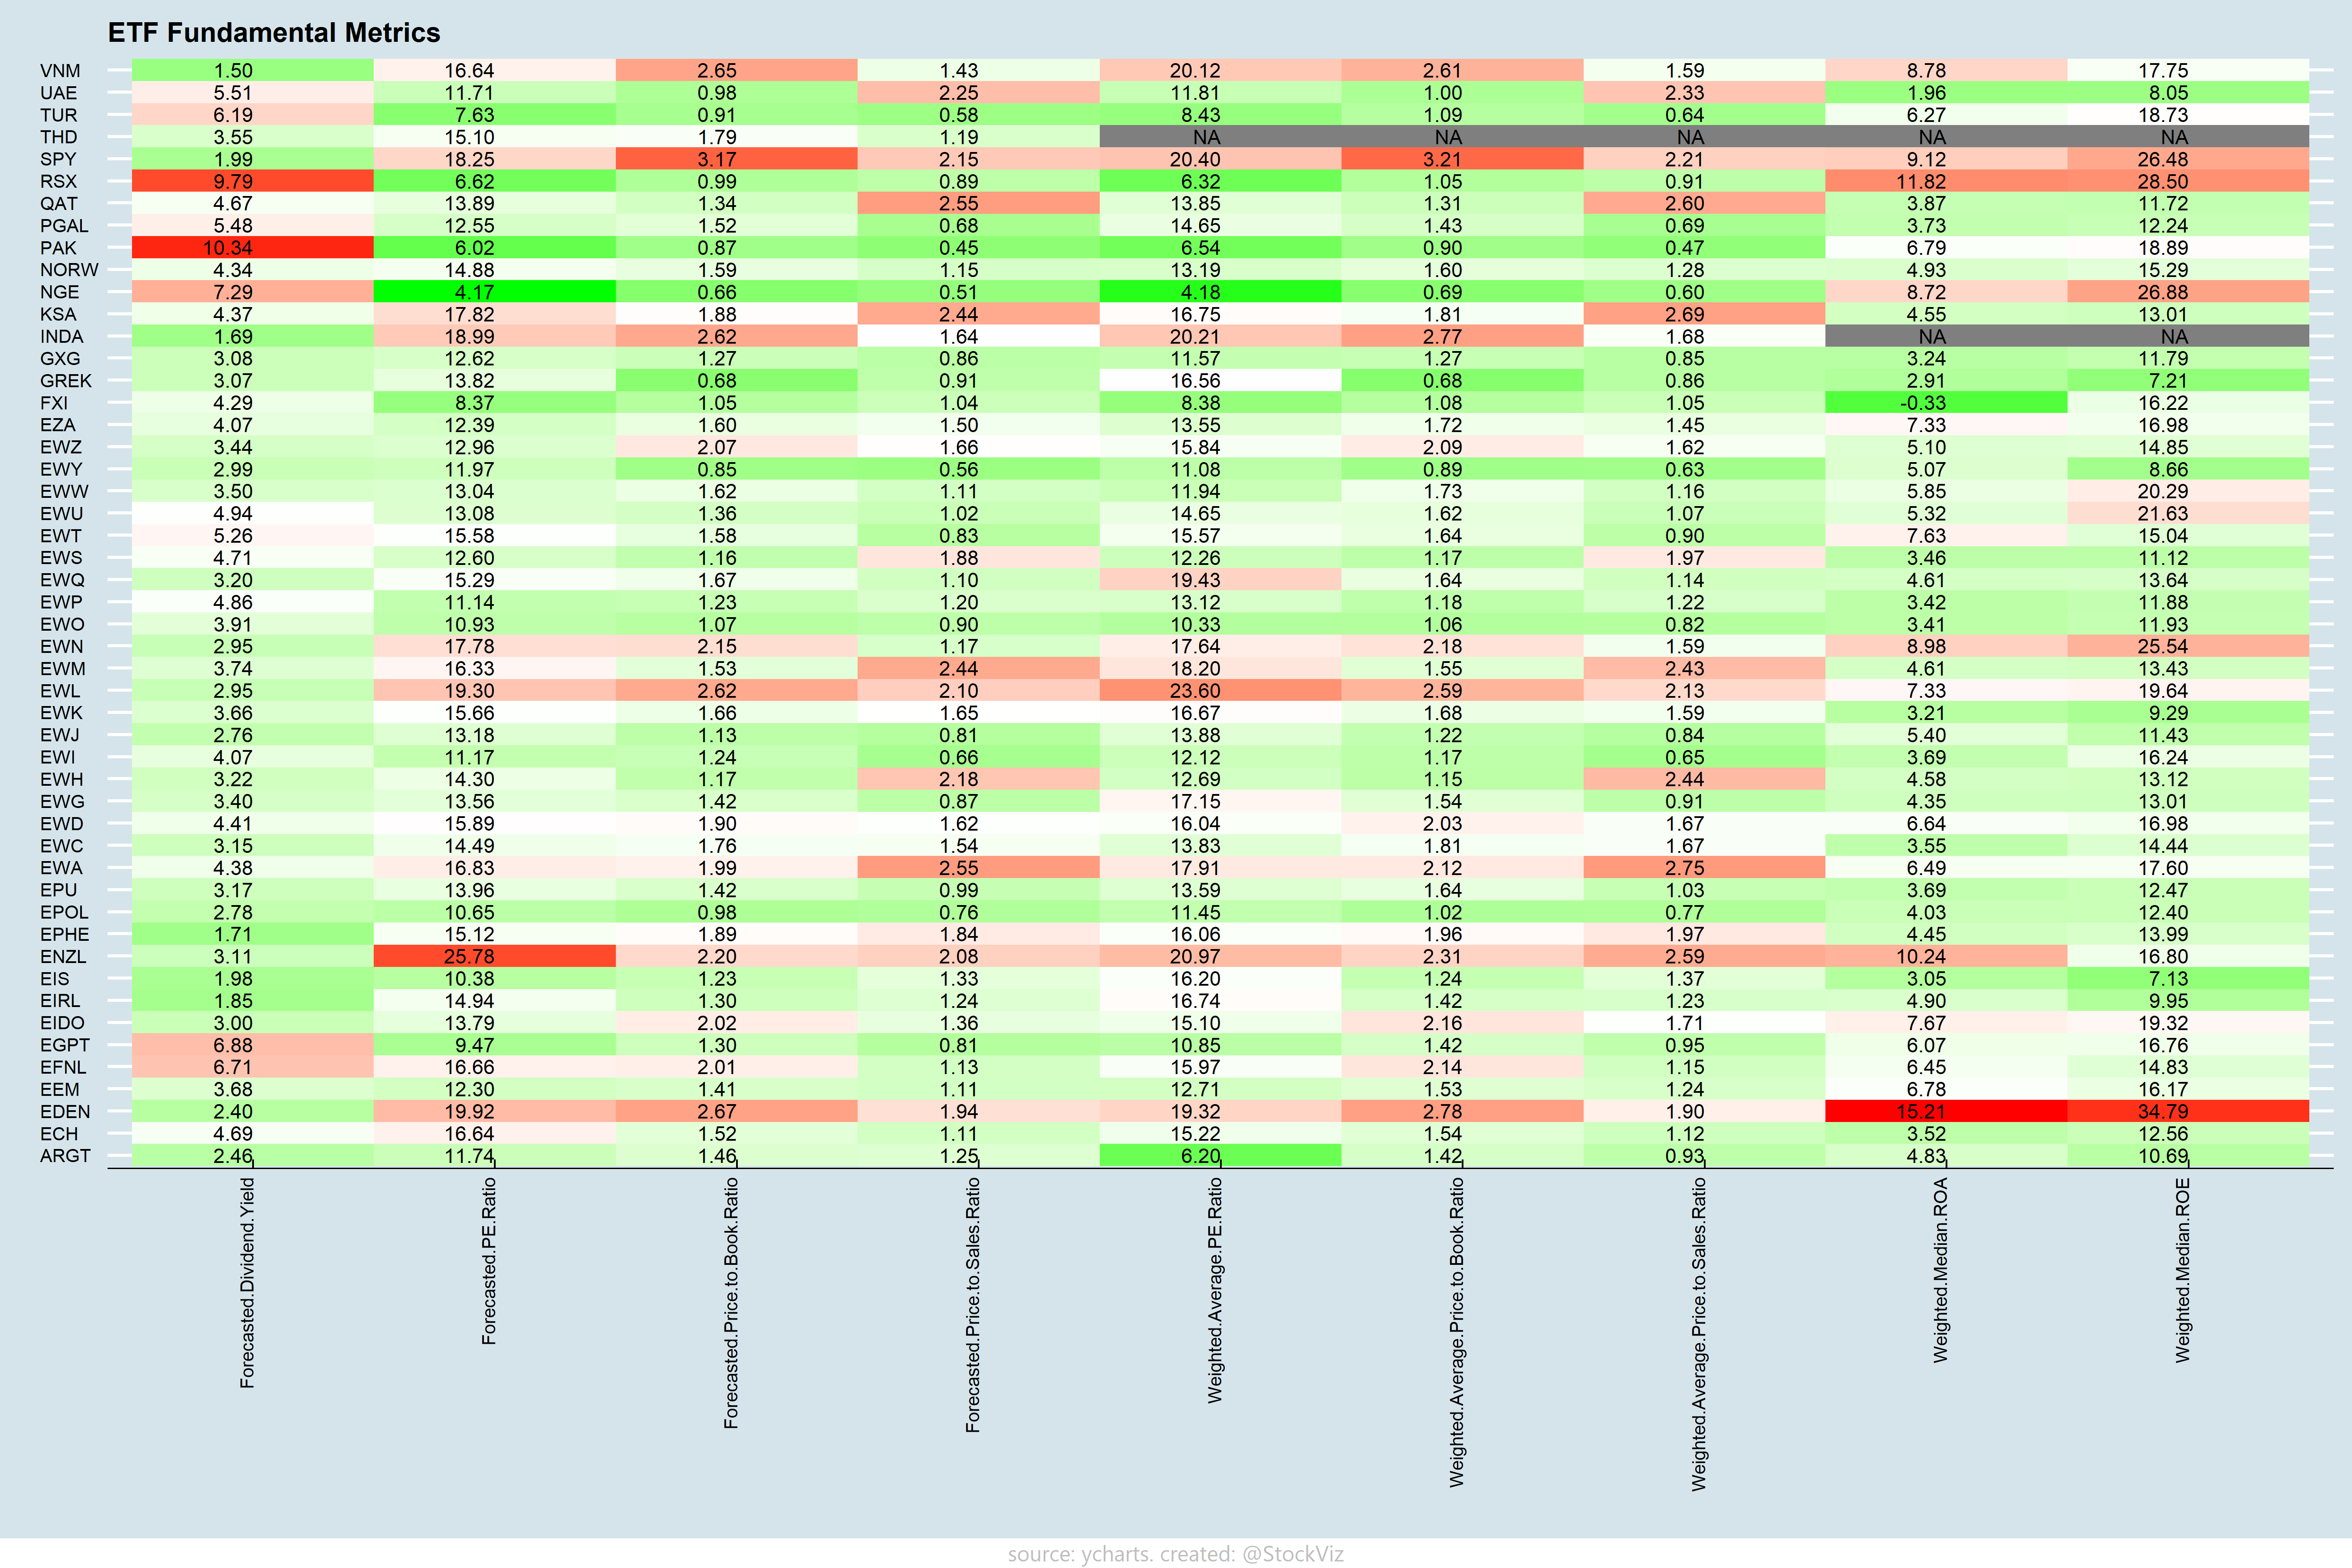 ETF Fundamental Metrics
VNM 1.50 16.64 2.65 1.43 20.12 2.61 1.59 8.78 17.75
UAE 5.51 11.71 0.98 2.25 11.81 1.00 2.33 1.96 8.05
TUR 6.19 7.63 0.91 0.58 8.43 1.09 0.64 6.27 18.73
THD 3.55 15.10 1.79 1.19 NA NA NA NA NA
SPY 1.99 18.25 3.17 2.15 20.40 3.21 2.21 9.12 26.48
RSX 9.79 6.62 0.99 0.89 6.32 1.05 0.91 11.82 28.50
QAT 4.67 13.89 1.34 2.55 13.85 1.31 2.60 3.87 11.72
PGAL 5.48 12.55 1.52 0.68 14.65 1.43 0.69 3.73 12.24
PAK 10.34 6.02 0.87 0.45 6.54 0.90 0.47 6.79 18.89
NORW 4.34 14.88 1.59 1.15 13.19 1.60 1.28 4.93 15.29
NGE 7.29 4.17 0.66 0.51 4.18 0.69 0.60 8.72 26.88
KSA 4.37 17.82 1.88 2.44 16.75 1.81 2.69 4.55 13.01
INDA 1.69 18.99 2.62 1.64 20.21 2.77 1.68 NA NA
GXG 3.08 12.62 1.27 0.86 11.57 1.27 0.85 3.24 11.79
GREK 3.07 13.82 0.68 0.91 16.56 0.68 0.86 2.91 7.21
FXI 4.29 8.37 1.05 1.04 8.38 1.08 1.05 -0.33 16.22
EZA 4.07 12.39 1.60 1.50 13.55 1.72 1.45 7.33 16.98
EWZ 3.44 12.96 2.07 1.66 15.84 2.09 1.62 5.10 14.85
EWY 2.99 11.97 0.85 0.56 11.08 0.89 0.63 5.07 8.66
EWW 3.50 13.04 1.62 1.11 11.94 1.73 1.16 5.85 20.29
EWU 4.94 13.08 1.36 1.02 14.65 1.62 1.07 5.32 21.63
EWT 5.26 15.58 1.58 0.83 15.57 1.64 0.90 7.63 15.04
EWS 4.71 12.60 1.16 1.88 12.26 1.17 1.97 3.46 11.12
EWQ 3.20 15.29 1.67 1.10 19.43 1.64 1.14 4.61 13.64
EWP 4.86 11.14 1.23 1.20 13.12 1.18 1.22 3.42 11.88
EWO 3.91 10.93 1.07 0.90 10.33 1.06 0.82 3.41 11.93
EWN 2.95 17.78 2.15 1.17 17.64 2.18 1.59 8.98 25.54
EWM 3.74 16.33 1.53 2.44 18.20 1.55 2.43 4.61 13.43
EWL 2.95 19.30 2.62 2.10 23.60 2.59 2.13 7.33 19.64
EWK 3.66 15.66 1.66 1.65 16.67 1.68 1.59 3.21 9.29
EWJ 2.76 13.18 1.13 0.81 13.88 1.22 0.84 5.40 11.43
EWI 4.07 11.17 1.24 0.66 12.12 1.17 0.65 3.69 16.24
EWH 3.22 14.30 1.17 2.18 12.69 1.15 2.44 4.58 13.12
EWG 3.40 13.56 1.42 0.87 17.15 1.54 0.91 4.35 13.01
EWD 4.41 15.89 1.90 1.62 16.04 2.03 1.67 6.64 16.98
EWC 3.15 14.49 1.76 1.54 13.83 1.81 1.67 3.55 14.44
EWA 4.38 16.83 1.99 2.55 17.91 2.12 2.75 6.49 17.60
EPU 3.17 13.96 1.42 0.99 13.59 1.64 1.03 3.69 12.47
EPOL 2.78 10.65 0.98 0.76 11.45 1.02 0.77 4.03 12.40
EPHE 1.71 15.12 1.89 1.84 16.06 1.96 1.97 4.45 13.99
ENZL 3.11 25.78 2.20 2.08 20.97 2.31 2.59 10.24 16.80
EIS 1.98 10.38 1.23 1.33 16.20 1.24 1.37 3.05 7.13
EIRL 1.85 14.94 1.30 1.24 16.74 1.42 1.23 4.90 9.95
EIDO 3.00 13.79 2.02 1.36 15.10 2.16 1.71 7.67 19.32
EGPT 6.88 9.47 1.30 0.81 10.85 1.42 0.95 6.07 16.76
EFNL 6.71 16.66 2.01 1.13 15.97 2.14 1.15 6.45 14.83
EEM 3.68 12.30 1.41 1.11 12.71 1.53 1.24 6.78 16.17
EDEN 2.40 19.92 2.67 1.94 19.32 2.78 1.90 15.21 34.79
ECH 4.69 16.64 1.52 1.11 15.22 1.54 1.12 3.52 12.56
ARGT 2.46 11.74 1.46 1.25 6.20 1.42 0.93 4.83 10.69
Forecasted.Dividend.Yield
Forecasted.PE.Ratio
Forecasted.Price.to.Book.Ratio
Forecasted.Price.to.Sales.Ratio
Weighted.Average.PE.Ratio
Weighted.Average.Price.to.Book.Ratio
Weighted.Average.Price.to.Sales.Ratio
Weighted.Median.ROA
Weighted.Median.ROE
source: ycharts. created: @StockViz